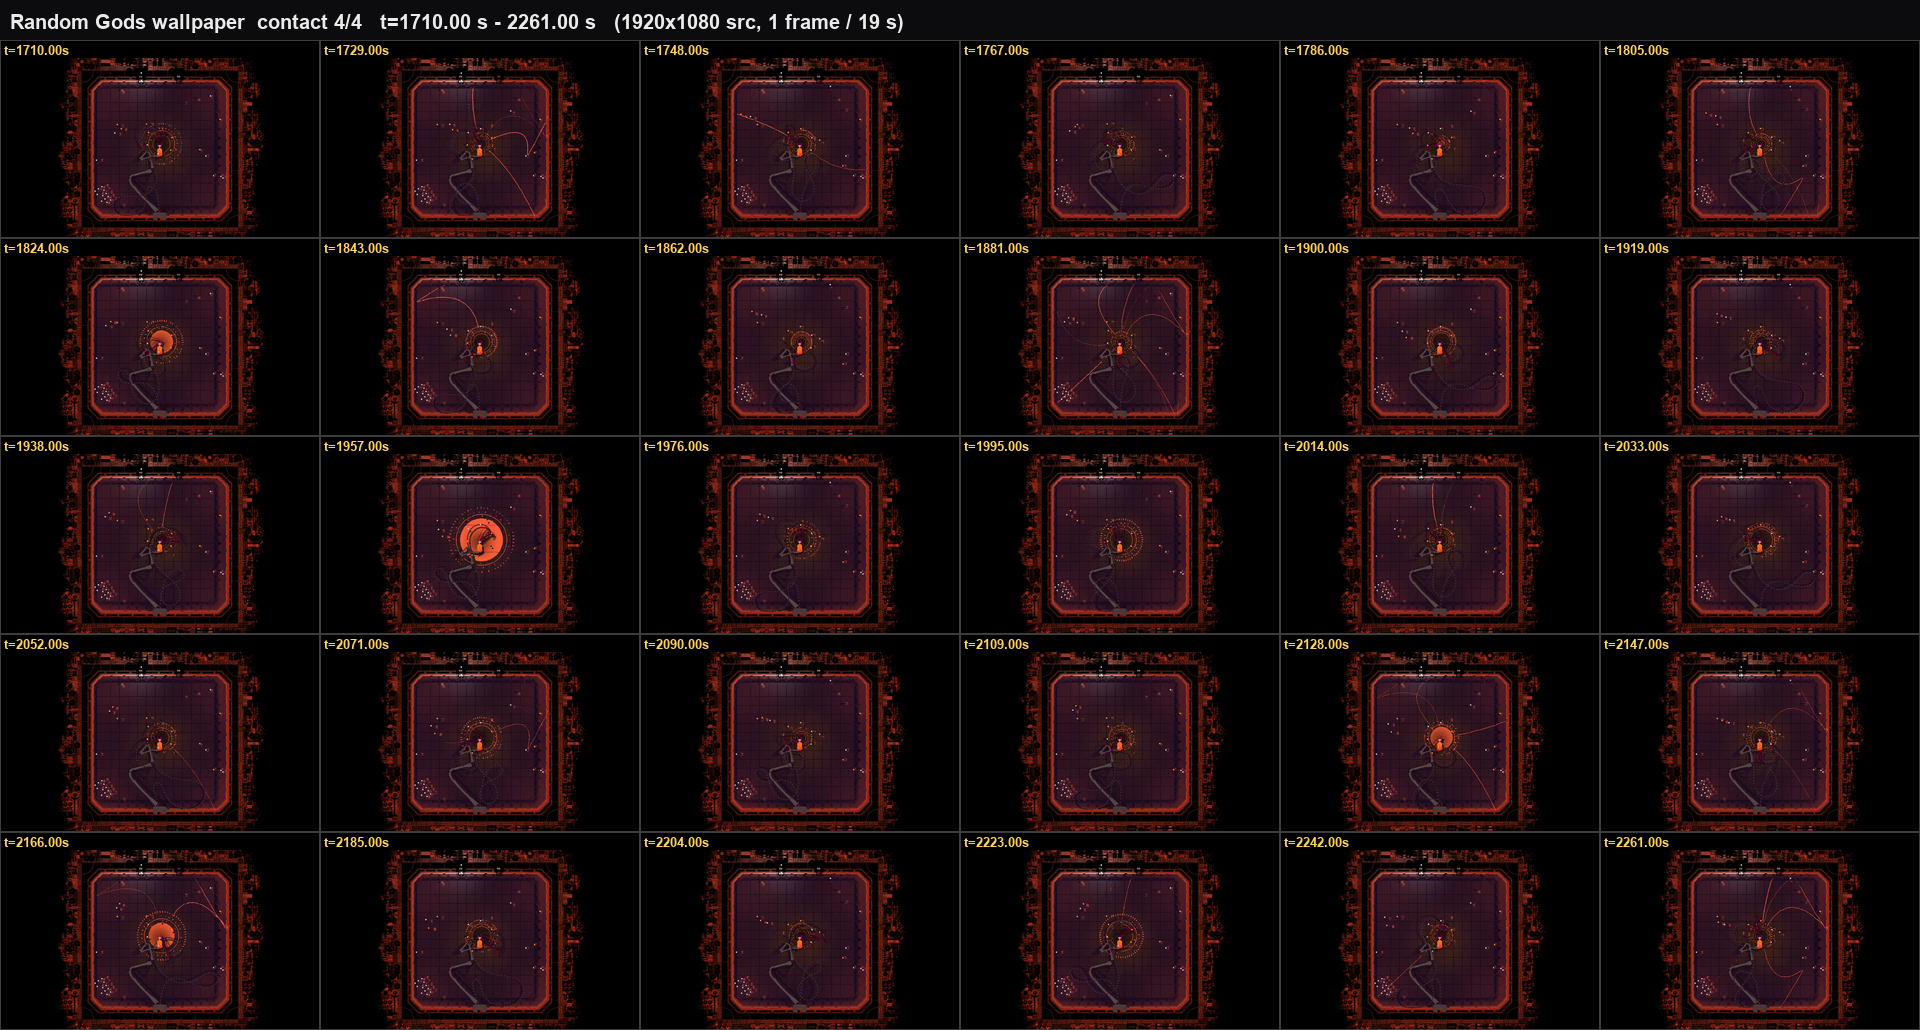 Random Gods wallpaper contact 4/4 t=1710.00 s - 2261.00 s (1920x1080 src, 1 frame / 19 s)
t=1710.00s t=1729.00s t=1748.00s t=1767.00s t=1786.00s t=1805.00s
t=1824.00s t=1843.00s t=1862.00s t=1881.00s t=1900.00s t=1919.00s
t=1938.00s t=1957.00s t=1976.00s t=1995.00s t=2014.00s t=2033.00s
t=2052.00s t=2071.00s t=2090.00s t=2109.00s t=2128.00s t=2147.00s
t=2166.00s t=2185.00s t=2204.00s t=2223.00s t=2242.00s t=2261.00s